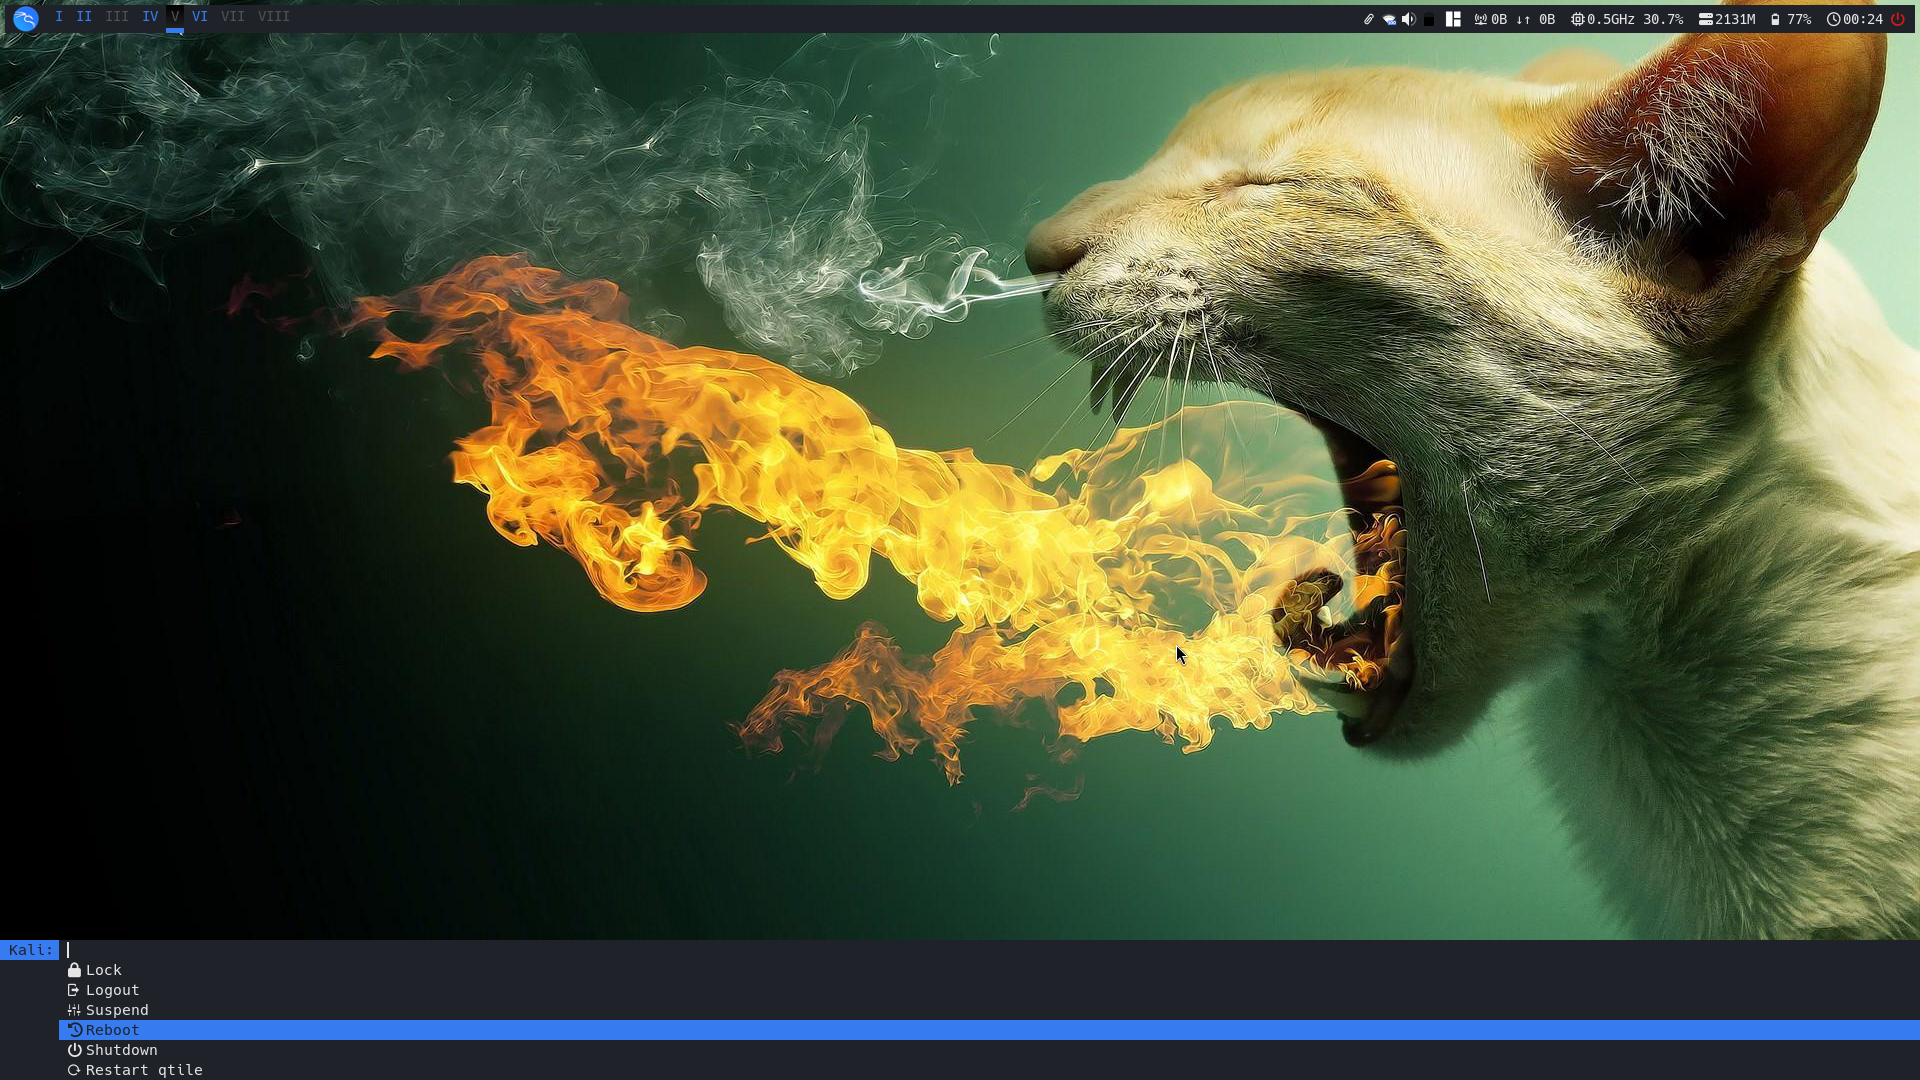 I II III IV V VI VII VIII 0B ↓↑ 0B 0.5GHz 30.7% 2131M 77% 00:24
Kali:
Lock
Logout
Suspend
Reboot
Shutdown
Restart qtile